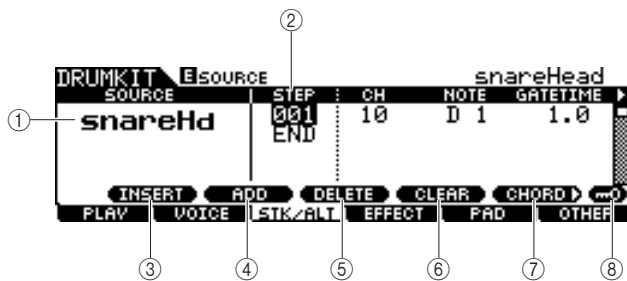 ②
DRUMKIT E SOURCE snareHead
SOURCE STEP CH NOTE GATETIME
① snareHd 001 10 D 1 1.0
END
INSERT ADD DELETE CLEAR CHORD
PLAY VOICE STK/ALT EFFECT PAD OTHER
③ ④ ⑤ ⑥ ⑦ ⑧